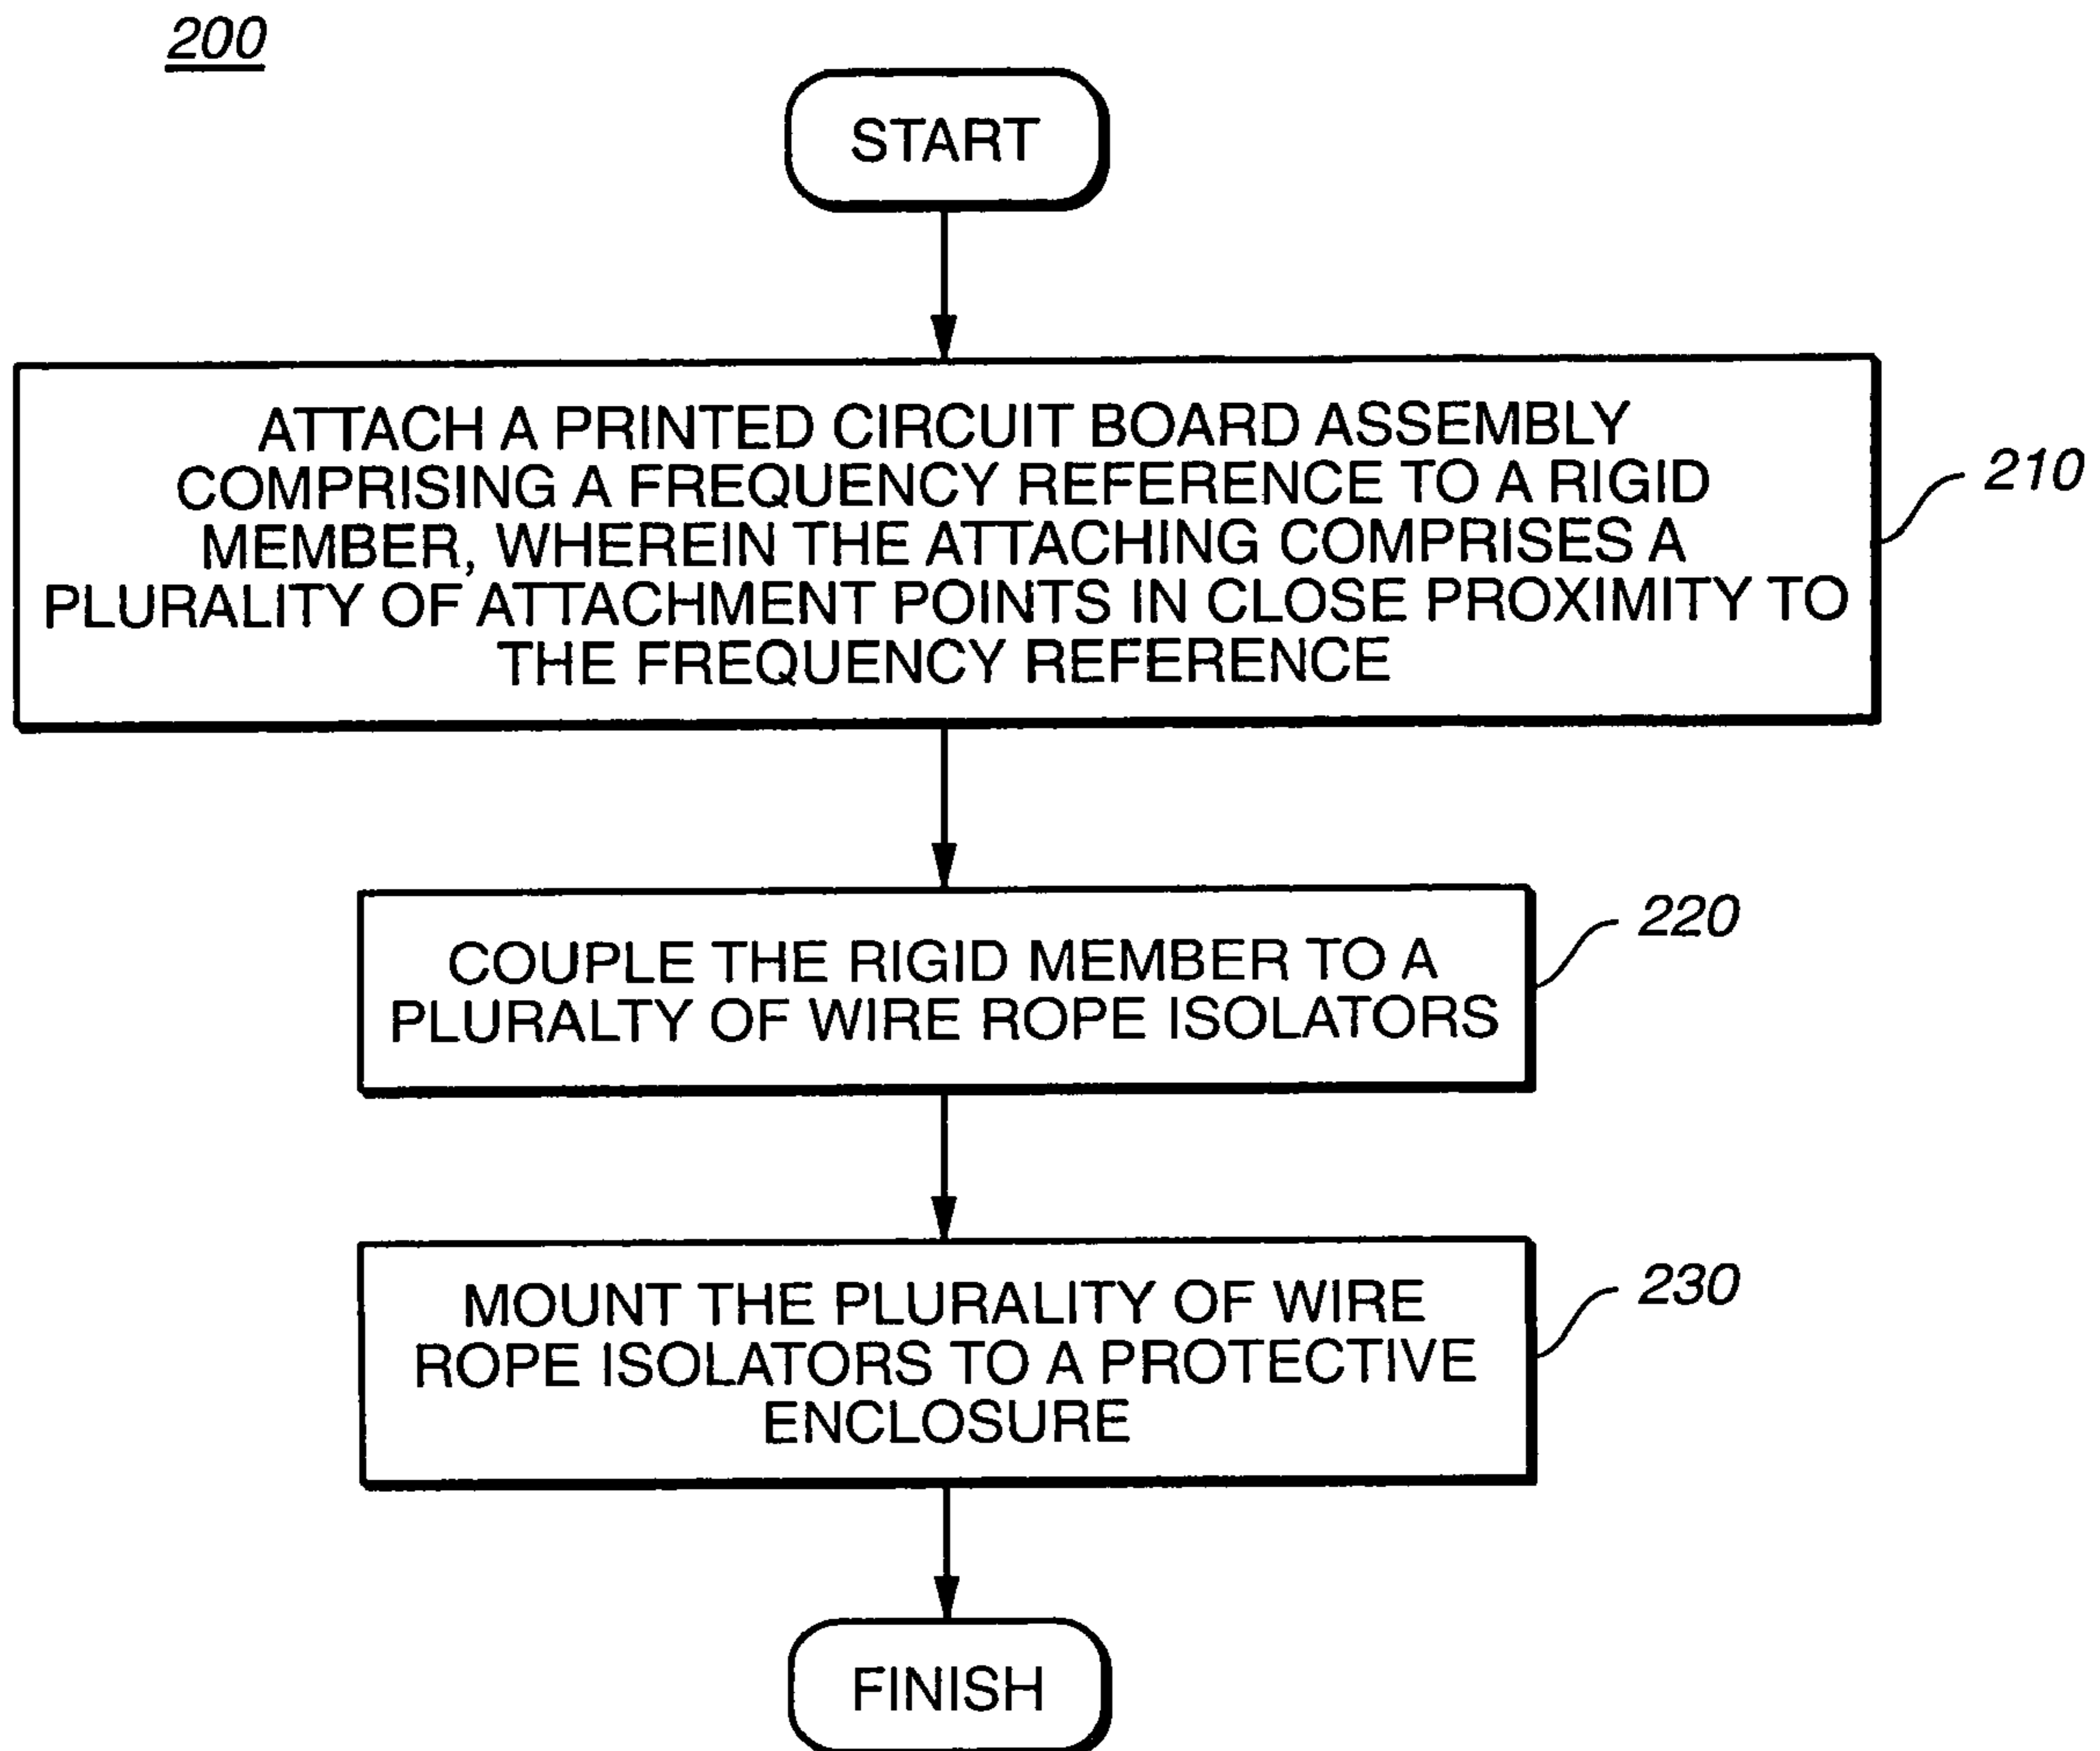 200
START
ATTACH A PRINTED CIRCUIT BOARD ASSEMBLY
COMPRISING A FREQUENCY REFERENCE TO A RIGID
MEMBER, WHEREIN THE ATTACHING COMPRISES A
PLURALITY OF ATTACHMENT POINTS IN CLOSE PROXIMITY TO
THE FREQUENCY REFERENCE
210
COUPLE THE RIGID MEMBER TO A
PLURALTY OF WIRE ROPE ISOLATORS
220
MOUNT THE PLURALITY OF WIRE
ROPE ISOLATORS TO A PROTECTIVE
ENCLOSURE
230
FINISH